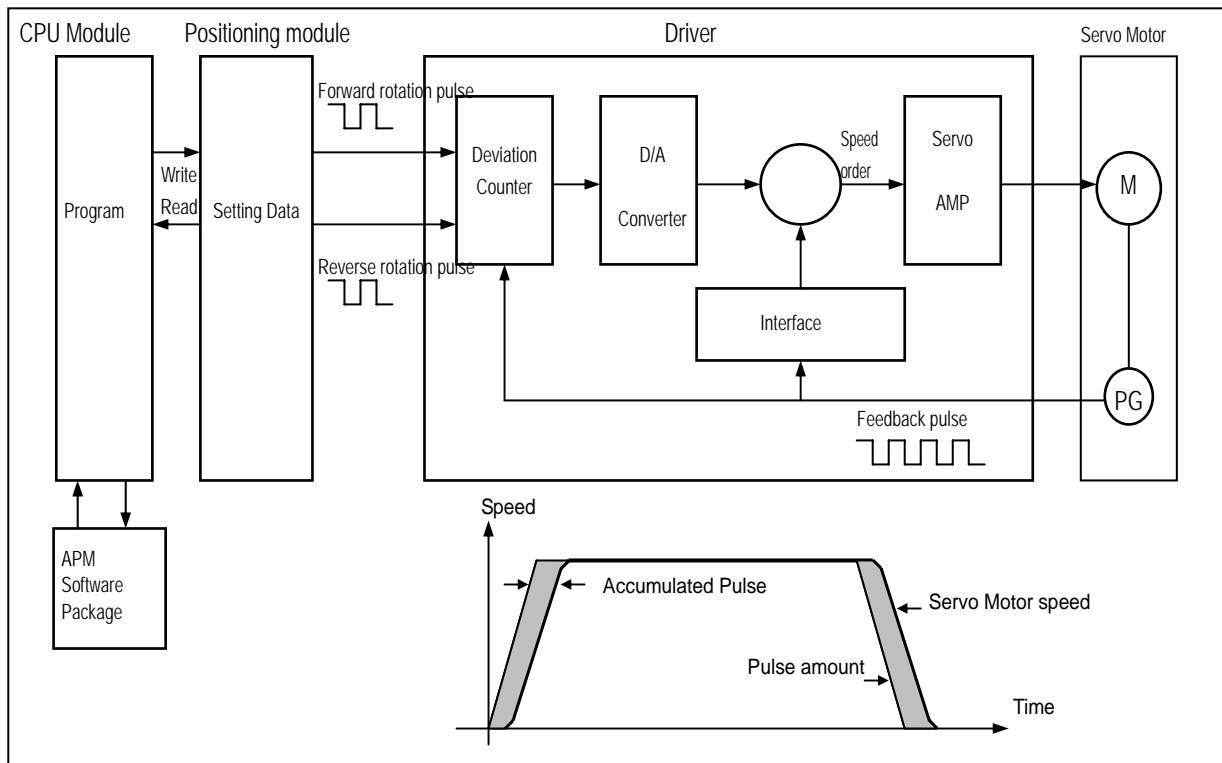 CPU Module
Positioning module
Driver
Servo Motor
Forward rotation pulse
Deviation
Counter
D/A
Converter
Speed
order
Servo
AMP
M
Write
Read
Program
Setting Data
Reverse rotation pulse
Interface
PG
Feedback pulse
APM
Software
Package
Speed
Accumulated Pulse
Servo Motor speed
Pulse amount
Time